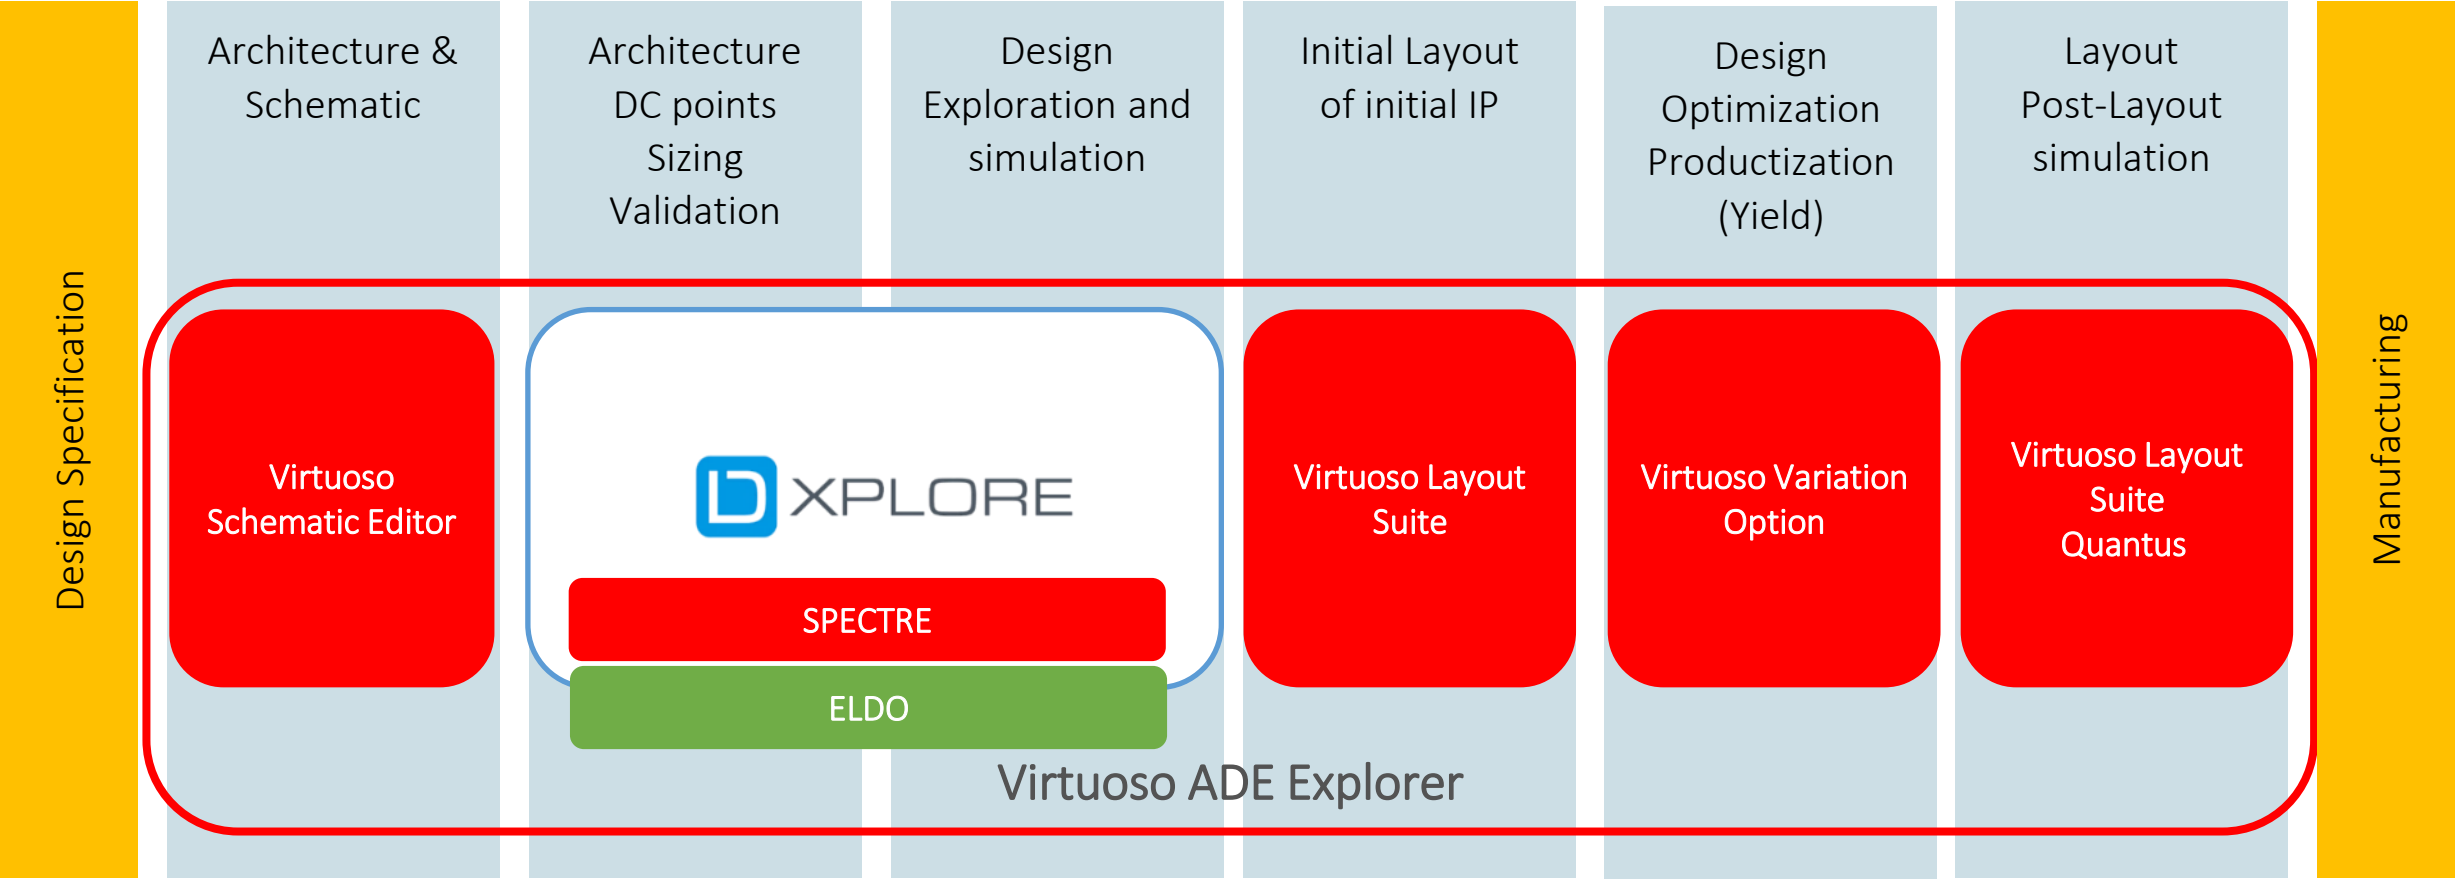 Design Specification
Architecture &
Schematic
Architecture
DC points
Sizing
Validation
Design
Exploration and
simulation
Initial Layout
of initial IP
Design
Optimization
Productization
(Yield)
Layout
Post-Layout
simulation
Virtuoso
Schematic Editor
ID XPLORE
SPECTRE
ELDO
Virtuoso Layout
Suite
Virtuoso Variation
Option
Virtuoso Layout
Suite
Quantus
Virtuoso ADE Explorer
Manufacturing